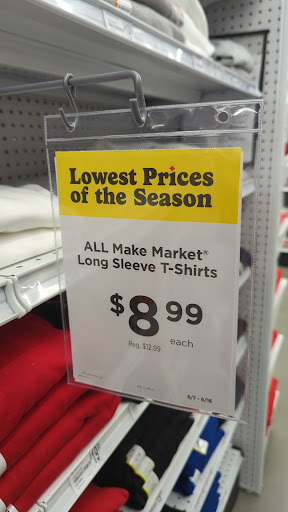 Lowest Prices
of the Season
ALL Make Market®
Long Sleeve T-Shirts
$8 99
each
Reg. $12.99
6/7 - 6/16